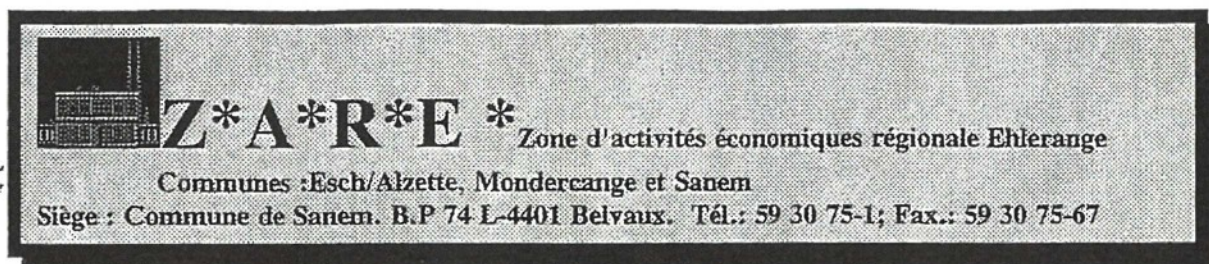 Z*A*R*E * Zone d'activités économiques régionale Ehlerange
Communes :Esch/Alzette, Mondercange et Sanem
Siège : Commune de Sanem. B.P 74 L-4401 Belvaux. Tél.: 59 30 75-1; Fax.: 59 30 75-67